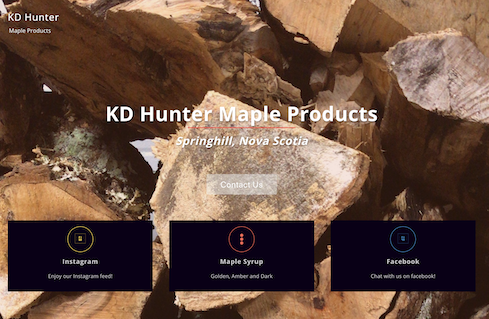 KD Hunter
Maple Products
KD Hunter Maple Products
Springhill, Nova Scotia
Contact Us
Instagram
Enjoy our Instagram feed!
Maple Syrup
Golden, Amber and Dark
Facebook
Chat with us on facebook!